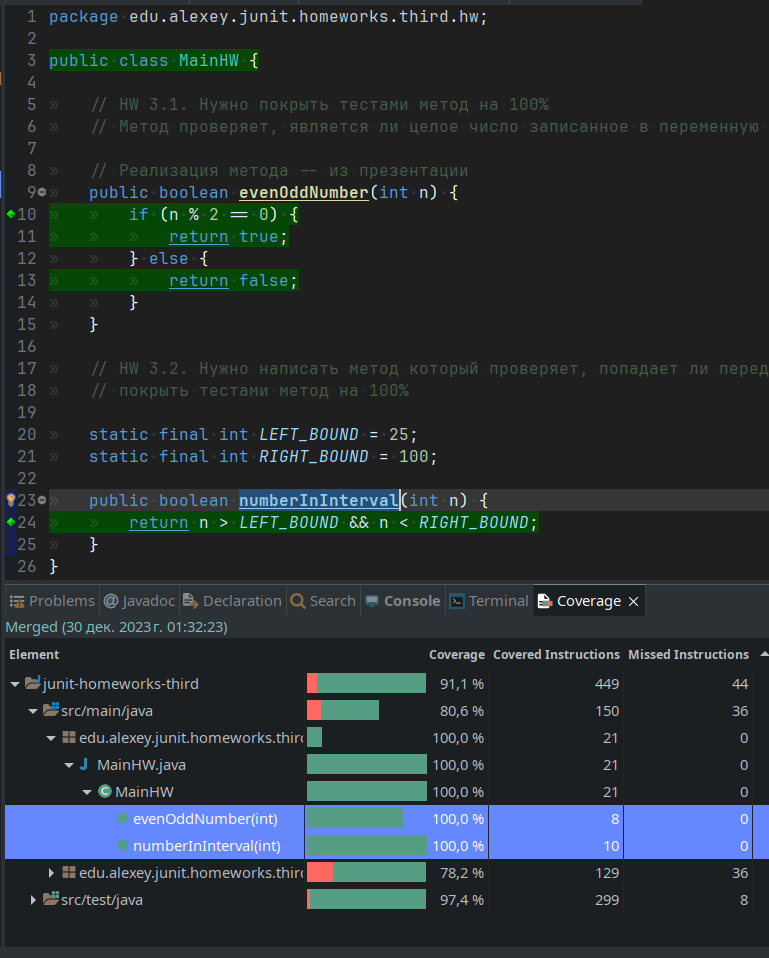 1 package edu.alexey.junit.homeworks.third.hw;
2
3 public class MainHW {
4
5 // HW 3.1. Нужно покрыть тестами метод на 100%
6 // Метод проверяет, является ли целое число записанное в переменную
7
8 // Реализация метода -- из презентации
9 public boolean evenOddNumber(int n) {
10 if (n % 2 == 0) {
11 return true;
12 } else {
13 return false;
14 }
15 }
16
17 // HW 3.2. Нужно написать метод который проверяет, попадает ли перед
18 // покрыть тестами метод на 100%
19
20 static final int LEFT_BOUND = 25;
21 static final int RIGHT_BOUND = 100;
22
23 public boolean numberInInterval(int n) {
24 return n > LEFT_BOUND && n < RIGHT_BOUND;
25 }
26 }
Problems @ Javadoc Declaration Search Console Terminal Coverage
Merged (30 дек. 2023 г. 01:32:23)
Element Coverage Covered Instructions Missed Instructions
junit-homeworks-third 91,1 % 449 44
src/main/java 80,6 % 150 36
edu.alexey.junit.homeworks.third 100,0 % 21 0
MainHW.java 100,0 % 21 0
MainHW 100,0 % 21 0
evenOddNumber(int) 100,0 % 8 0
numberInInterval(int) 100,0 % 10 0
edu.alexey.junit.homeworks.third 78,2 % 129 36
src/test/java 97,4 % 299 8